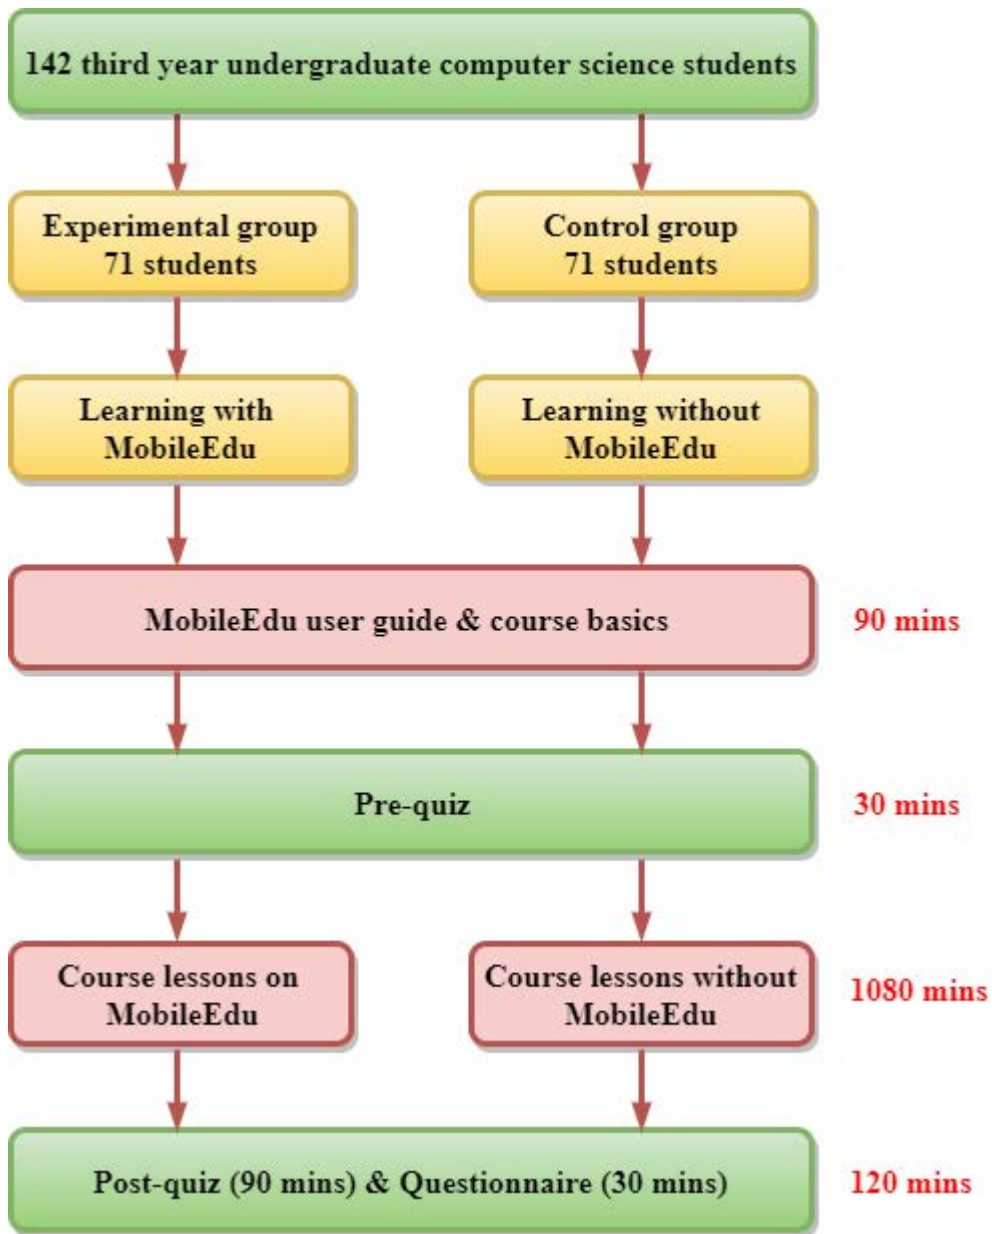 142 third year undergraduate computer science students
Experimental group
71 students
Control group
71 students
Learning with
MobileEdu
Learning without
MobileEdu
MobileEdu user guide & course basics
90 mins
Pre-quiz
30 mins
Course lessons on
MobileEdu
Course lessons without
MobileEdu
1080 mins
Post-quiz (90 mins) & Questionnaire (30 mins)
120 mins